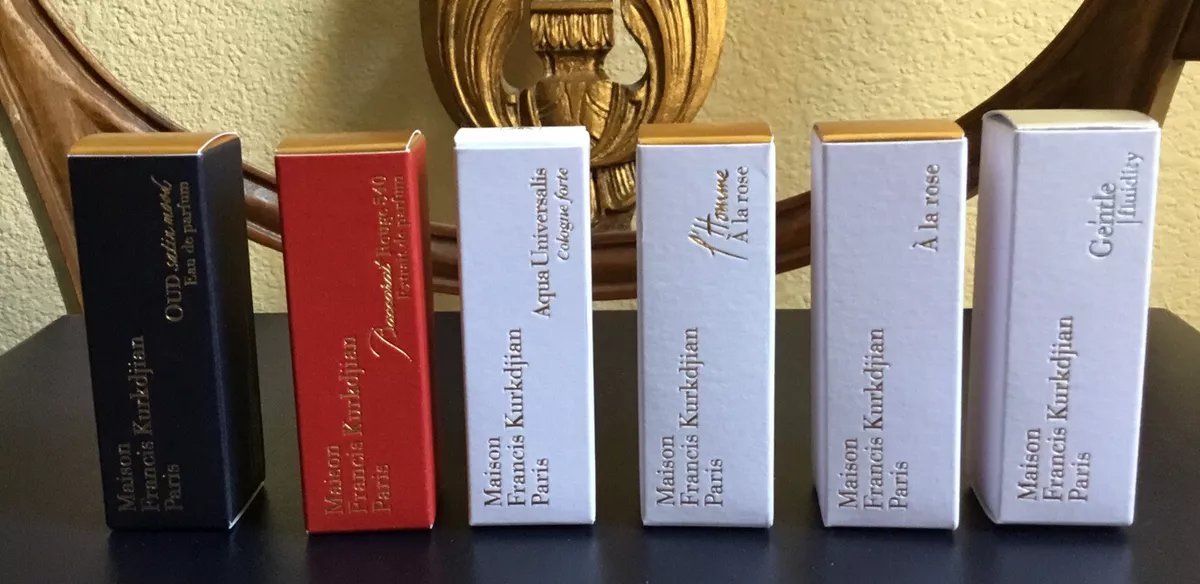 Maison
Francis Kurkdjian
Paris
OUD satin mood
Eau de parfum
Maison
Francis Kurkdjian
Paris
Baccarat Rouge 540
Extrait de parfum
Maison
Francis Kurkdjian
Paris
Aqua Universalis
Cologne forte
Maison
Francis Kurkdjian
Paris
l'Homme
À la rose
Maison
Francis Kurkdjian
Paris
À la rose
Maison
Francis Kurkdjian
Paris
Gentle
fluidity